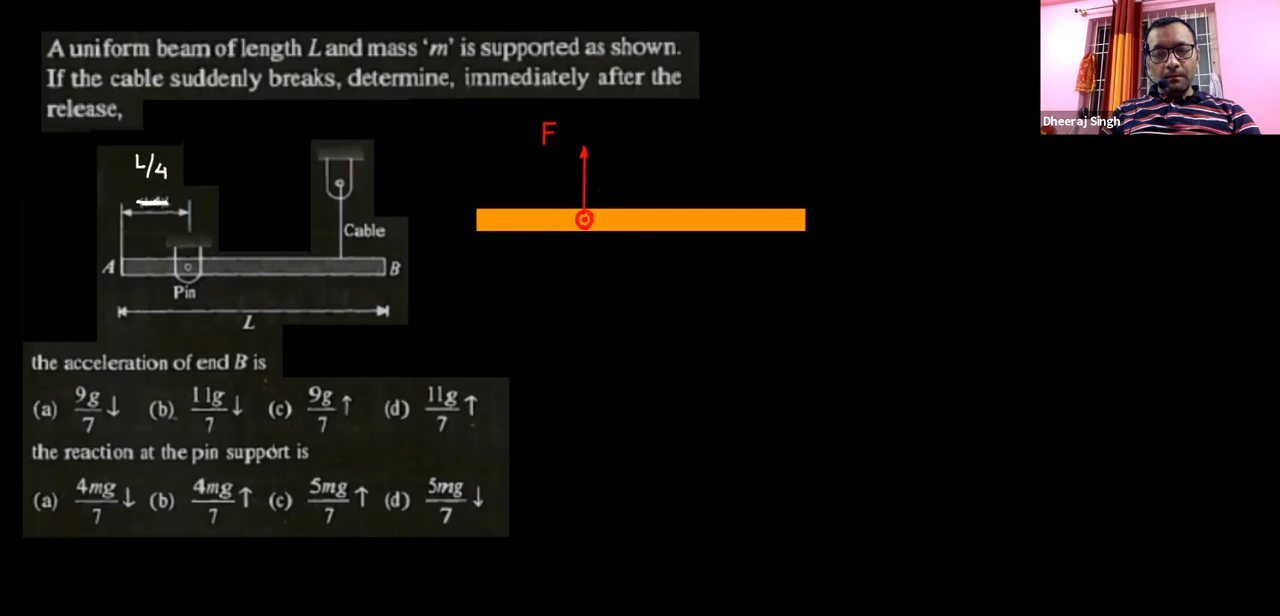 A uniform beam of length L and mass ‘m’ is supported as shown.
If the cable suddenly breaks, determine, immediately after the
release,
Dheeraj Singh
F
L/4
Cable
A
B
Pin
L
the acceleration of end B is
(a) 9g/7 ↓ (b) 11g/7 ↓ (c) 9g/7 ↑ (d) 11g/7 ↑
the reaction at the pin support is
(a) 4mg/7 ↓ (b) 4mg/7 ↑ (c) 5mg/7 ↑ (d) 5mg/7 ↓